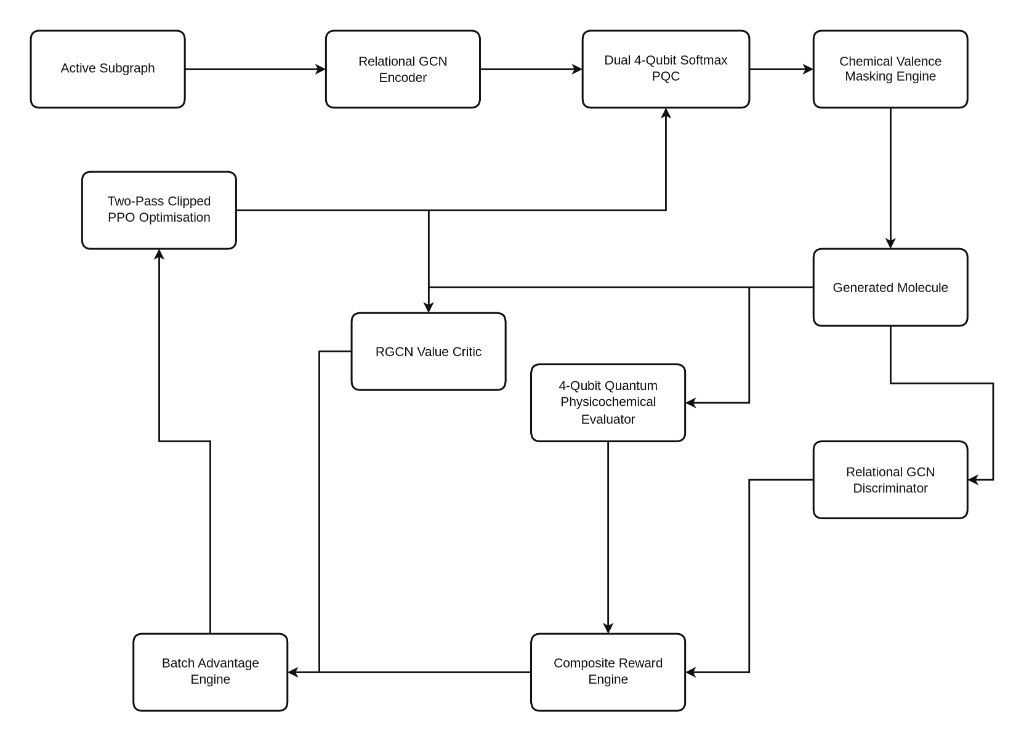 Active Subgraph
Relational GCN
Encoder
Dual 4-Qubit Softmax
PQC
Chemical Valence
Masking Engine
Two-Pass Clipped
PPO Optimisation
Generated Molecule
RGCN Value Critic
4-Qubit Quantum
Physicochemical
Evaluator
Relational GCN
Discriminator
Batch Advantage
Engine
Composite Reward
Engine